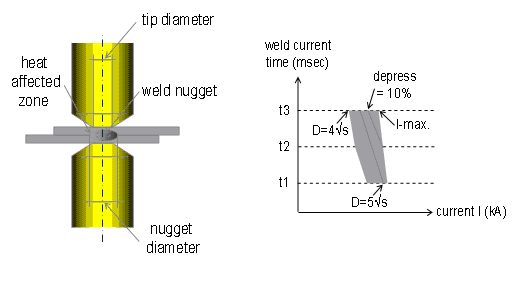 tip diameter
heat
affected
zone
weld nugget
nugget
diameter
weld current
time (msec)
depress
= 10%
t3
D=4√s
I-max.
t2
t1
D=5√s
current I (kA)